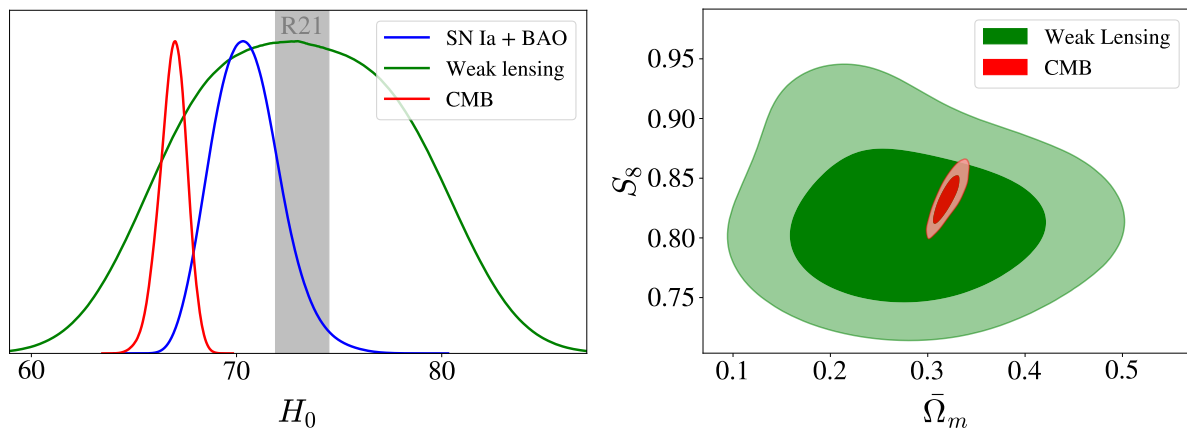 R21
SN Ia + BAO
Weak lensing
CMB
60 70 80
H₀
Weak Lensing
CMB
0.95
0.90
0.85
0.80
0.75
S₈
0.1 0.2 0.3 0.4 0.5
Ω̄ₘ